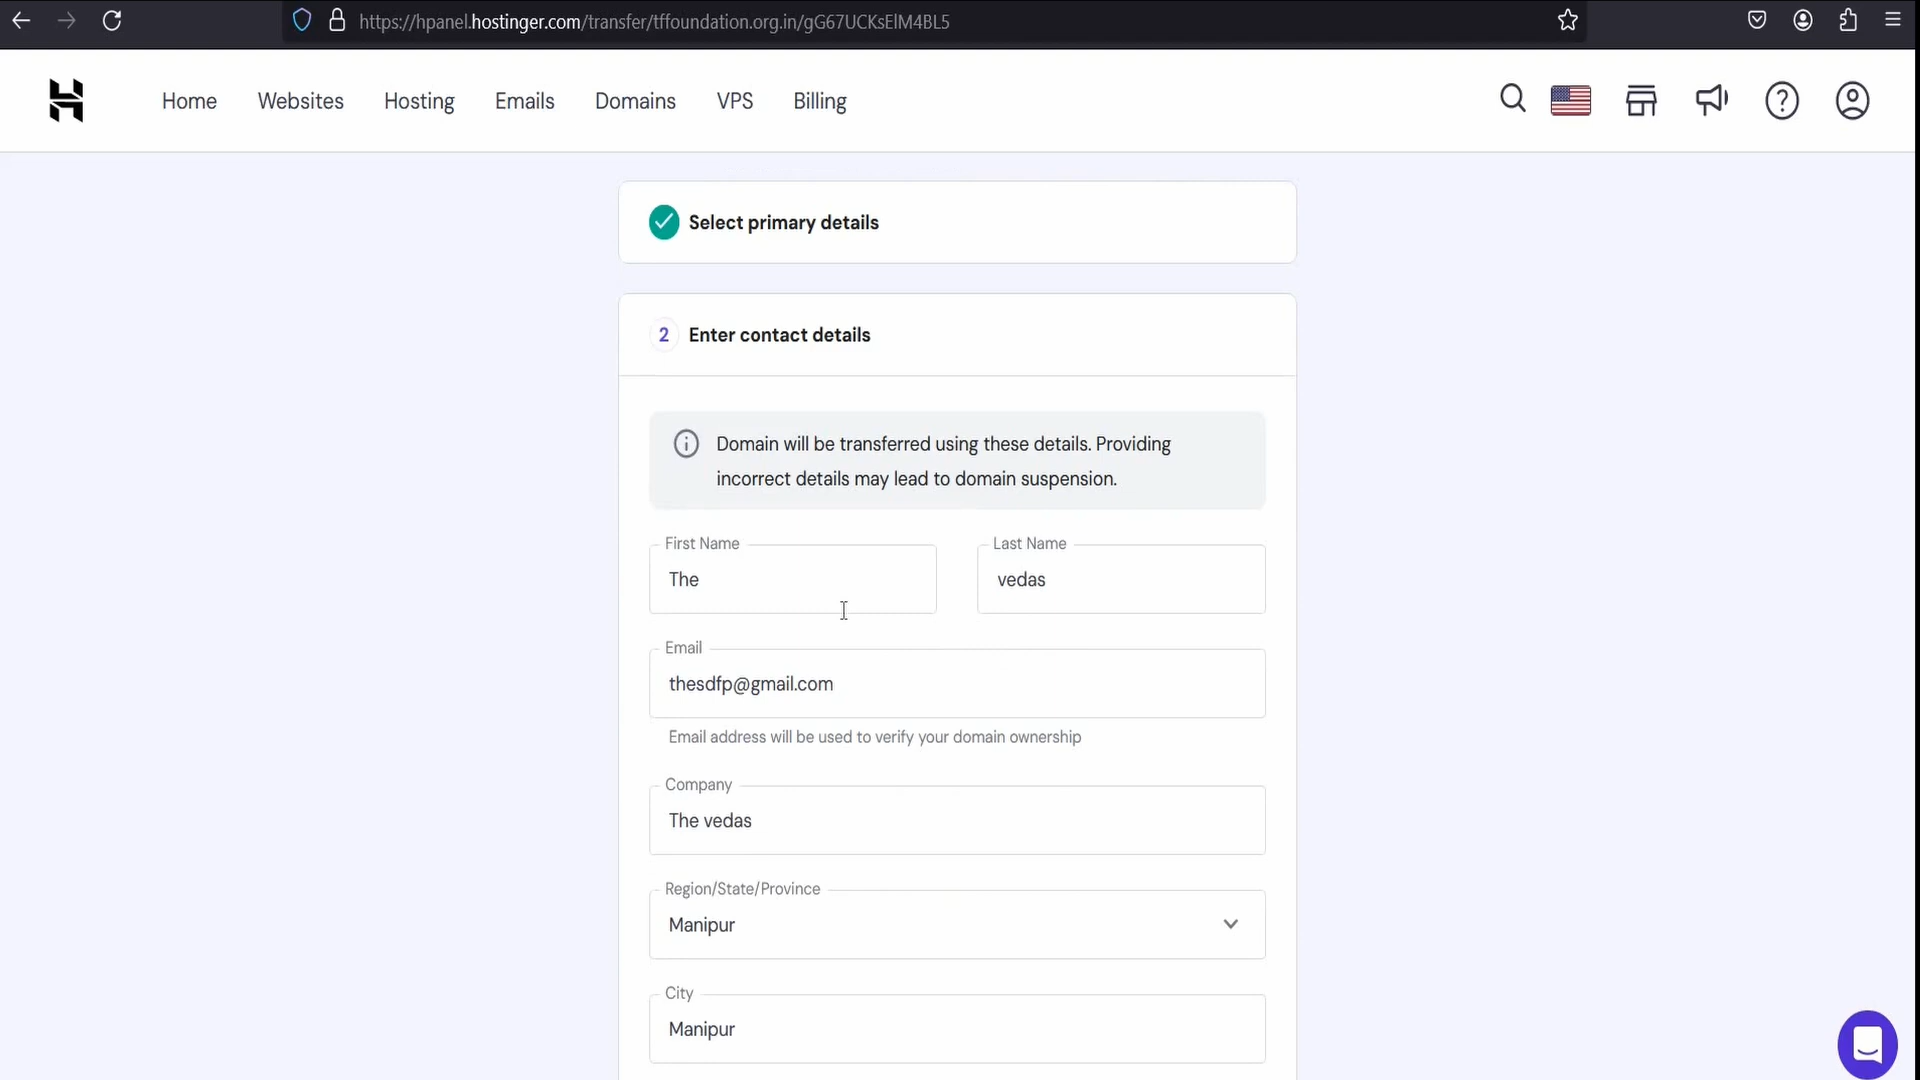 https://hpanel.hostinger.com/transfer/tffoundation.org.in/gG67UCKsElM4BL5
Home Websites Hosting Emails Domains VPS Billing
Select primary details
2 Enter contact details
Domain will be transferred using these details. Providing
incorrect details may lead to domain suspension.
First Name Last Name
The vedas
Email
thesdfp@gmail.com
Email address will be used to verify your domain ownership
Company
The vedas
Region/State/Province
Manipur
City
Manipur